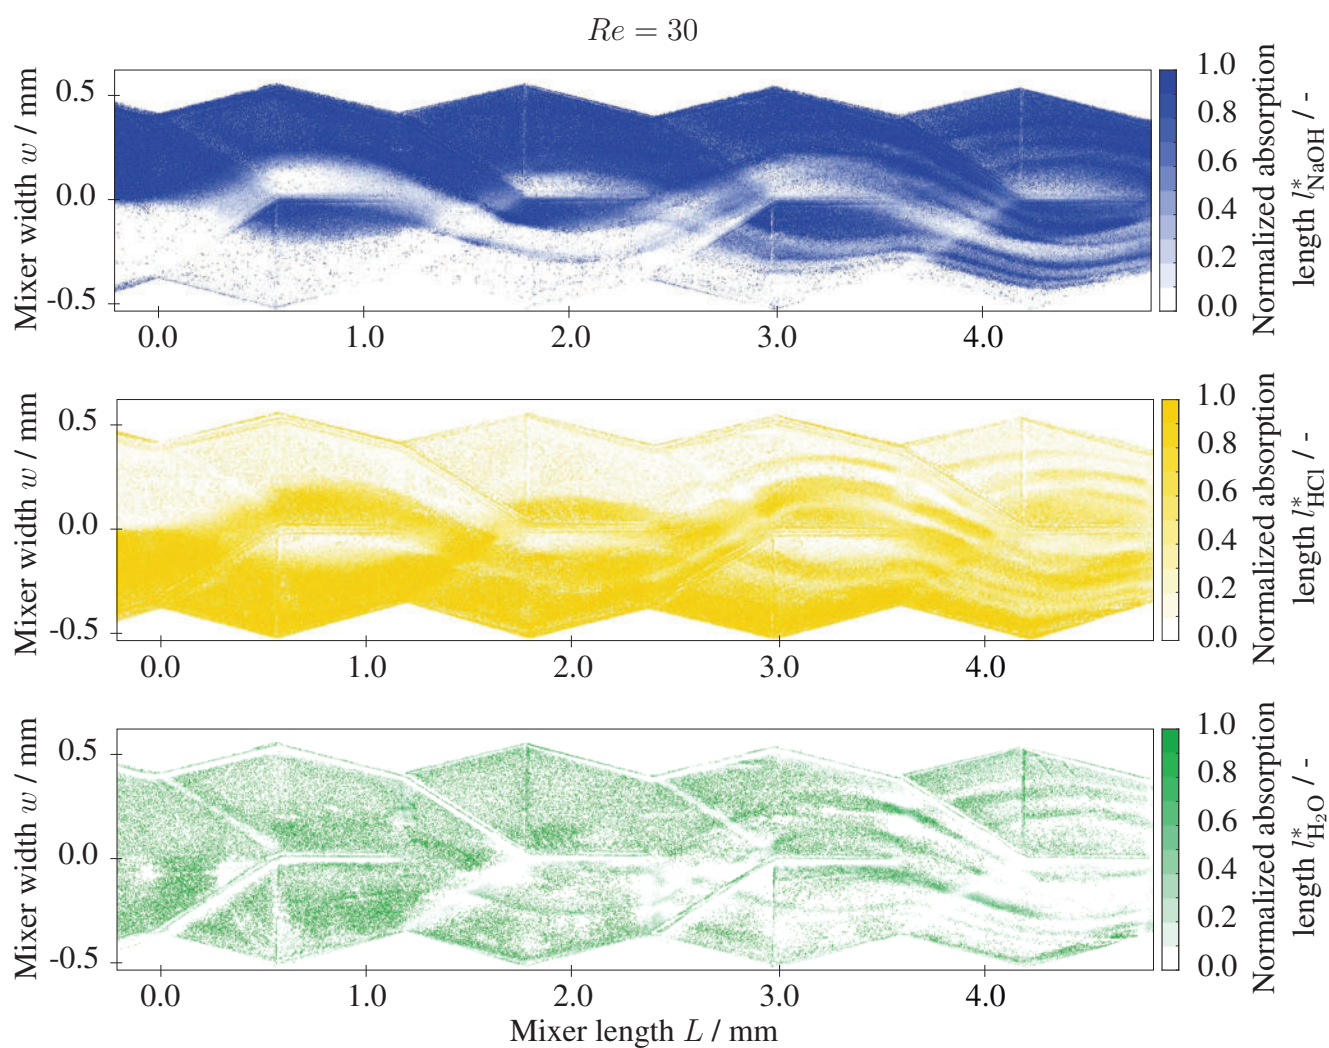 Re = 30
Mixer width w / mm
0.5
0.0
-0.5
0.0 1.0 2.0 3.0 4.0
1.0
0.8
0.6
0.4
0.2
0.0
Normalized absorption
length l*NaOH / -
Mixer width w / mm
0.5
0.0
-0.5
0.0 1.0 2.0 3.0 4.0
1.0
0.8
0.6
0.4
0.2
0.0
Normalized absorption
length l*HCl / -
Mixer width w / mm
0.5
0.0
-0.5
0.0 1.0 2.0 3.0 4.0
1.0
0.8
0.6
0.4
0.2
0.0
Normalized absorption
length l*H₂O / -
Mixer length L / mm